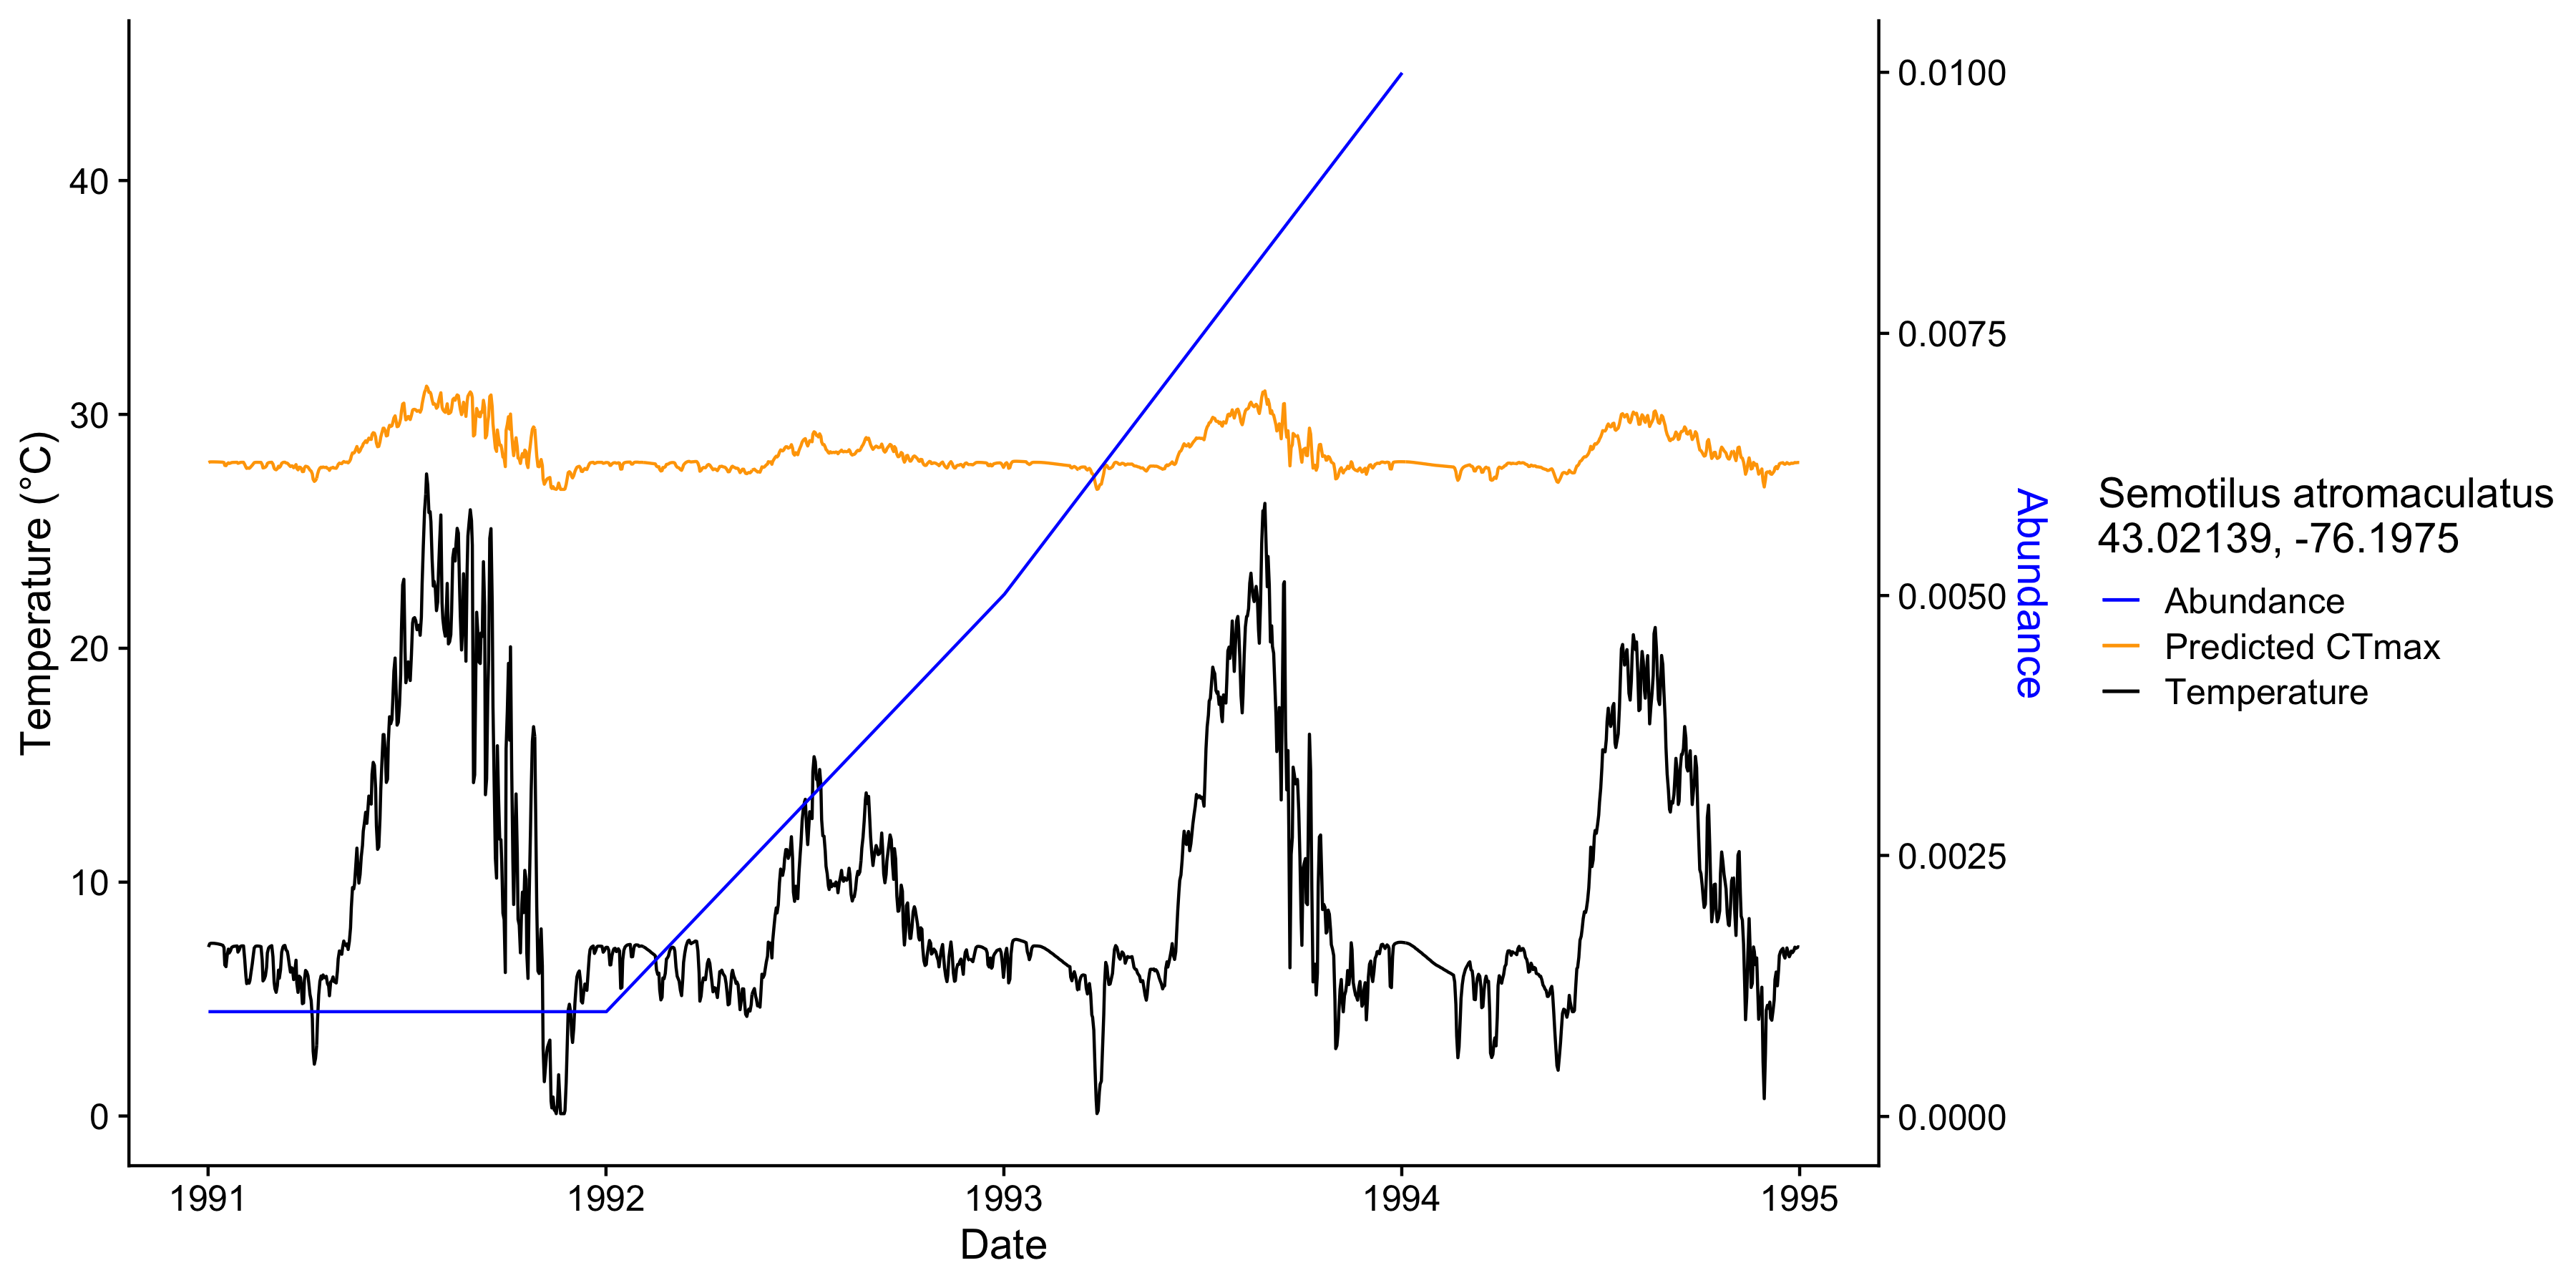 Temperature (°C)
40
30
20
10
0
1991
1992
1993
1994
1995
Date
0.0100
0.0075
0.0050
0.0025
0.0000
Abundance
Semotilus atromaculatus
43.02139, -76.1975
Abundance
Predicted CTmax
Temperature